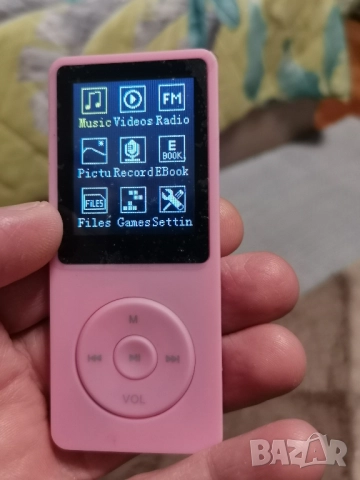 FM
Music Videos Radio
E
BOOK
Pictu Record EBook
FILES
Files Games Settin
M
VOL
BAZAR